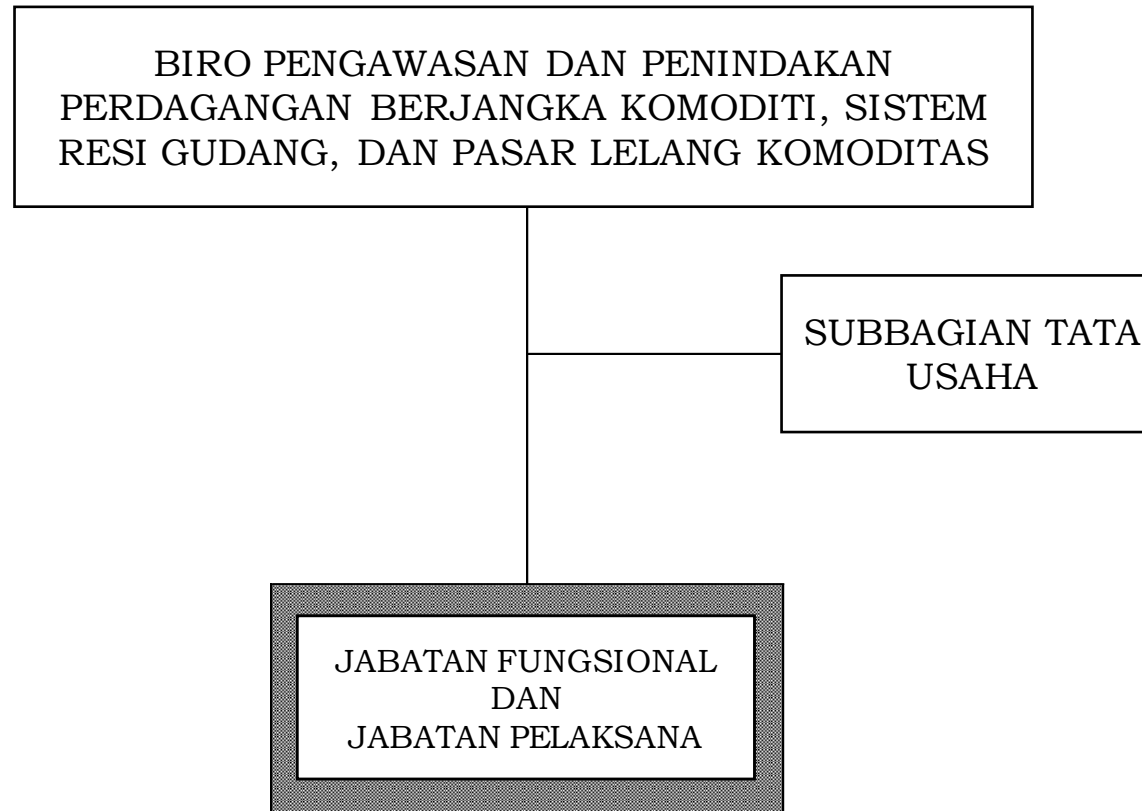 BIRO PENGAWASAN DAN PENINDAKAN
PERDAGANGAN BERJANGKA KOMODITI, SISTEM
RESI GUDANG, DAN PASAR LELANG KOMODITAS
SUBBAGIAN TATA
USAHA
JABATAN FUNGSIONAL
DAN
JABATAN PELAKSANA